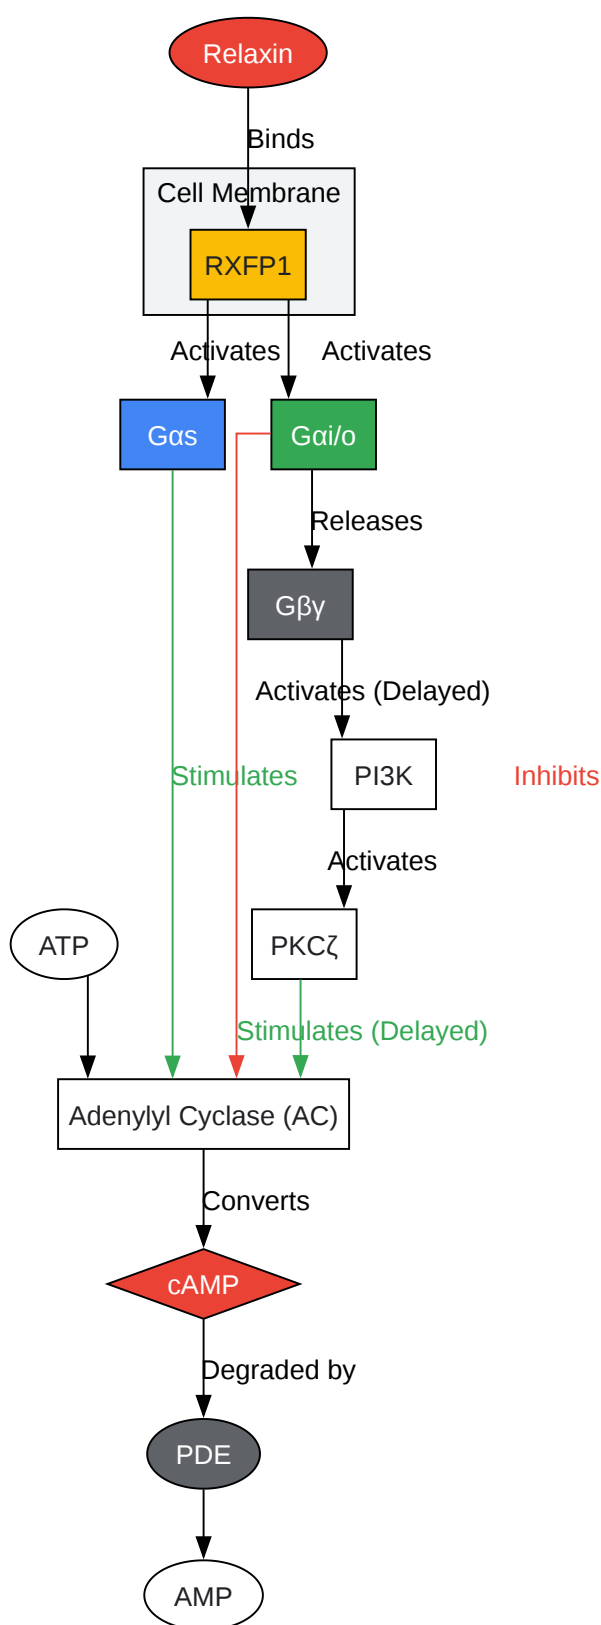 Relaxin
Binds
Cell Membrane
RXFP1
Activates
Activates
Gαs
Gαi/o
Releases
Gβγ
Activates (Delayed)
Stimulates
PI3K
Inhibits
Activates
ATP
PKCζ
Stimulates (Delayed)
Adenylyl Cyclase (AC)
Converts
cAMP
Degraded by
PDE
AMP